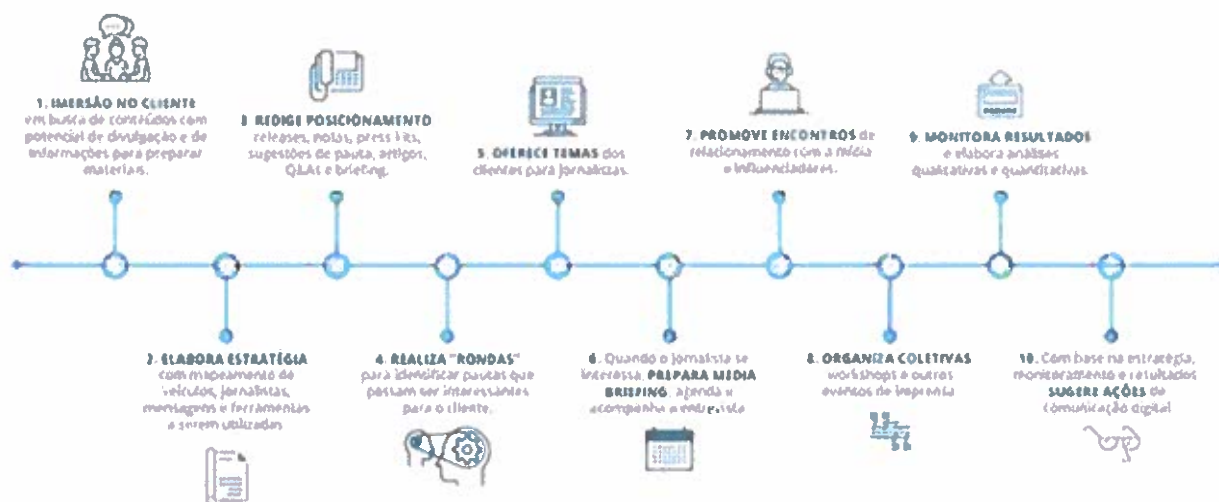 1. IMERSÃO NO CLIENTE
em busca de conteúdos com
potencial de divulgação e de
informações para preparar
materiais.
2. ELABORA ESTRATÉGIA
com mapeamento de
veículos, jornalistas,
mensagens e ferramentas
a serem utilizadas
3. REDIGE POSICIONAMENTO
releases, notas, press kits,
sugestões de pauta, artigos,
Q&As e briefing.
4. REALIZA "RONDAS"
para identificar pautas que
possam ser interessantes
para o cliente.
5. OFERECE TEMAS dos
clientes para jornalistas.
6. Quando o jornalista se
interessa, PREPARA MEDIA
BRIEFING, agenda e
acompanha a entrevista
7. PROMOVE ENCONTROS de
relacionamento com a mídia
e influenciadores.
8. ORGANIZA COLETIVAS
workshops e outros
eventos de imprensa
9. MONITORA RESULTADOS
e elabora análises
qualitativas e quantitativas
10. Com base na estratégia,
monitoramento e resultados
SUGERE AÇÕES de
comunicação digital